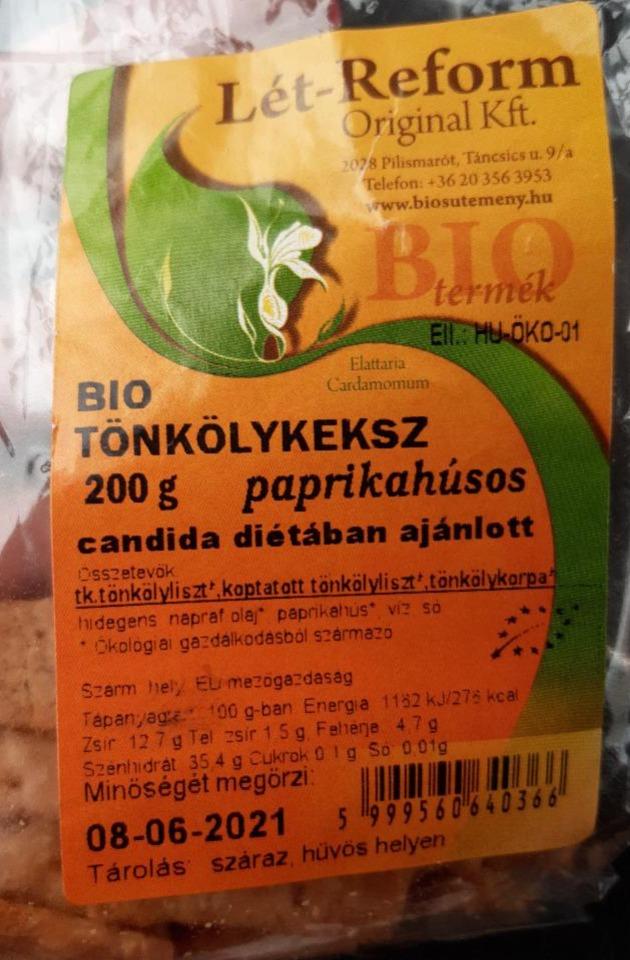 Lét-Reform
Original Kft.
2028 Pilismarót, Táncsics u. 9/a
Telefon: +36 20 356 3953
www.biosutemeny.hu
BIO
termék
Ell.: HU-ÖKO-01
Elattaria
Cardamomum
BIO
TÖNKÖLYKEKSZ
200 g paprikahúsos
candida diétában ajánlott
Összetevők:
tk.tönkölyliszt*,koptatott tönkölyliszt*,tönkölykorpa*
hidegens napraf olaj* paprikahús*, víz, só
* Ökológiai gazdálkodásból származó
Szárm hely EU mezőgazdaság
100 g-ban Energia 1162 kJ/276 kcal
Zsír 12,7 g Tel zsír 1,5 g, Fehérje 4,7 g
Szénhidrát 35,4 g Cukrok 0,1 g Só 0,01g
Minőségét megőrzi:
08-06-2021
5 999560 640366
Tárolás: száraz, hűvös helyen